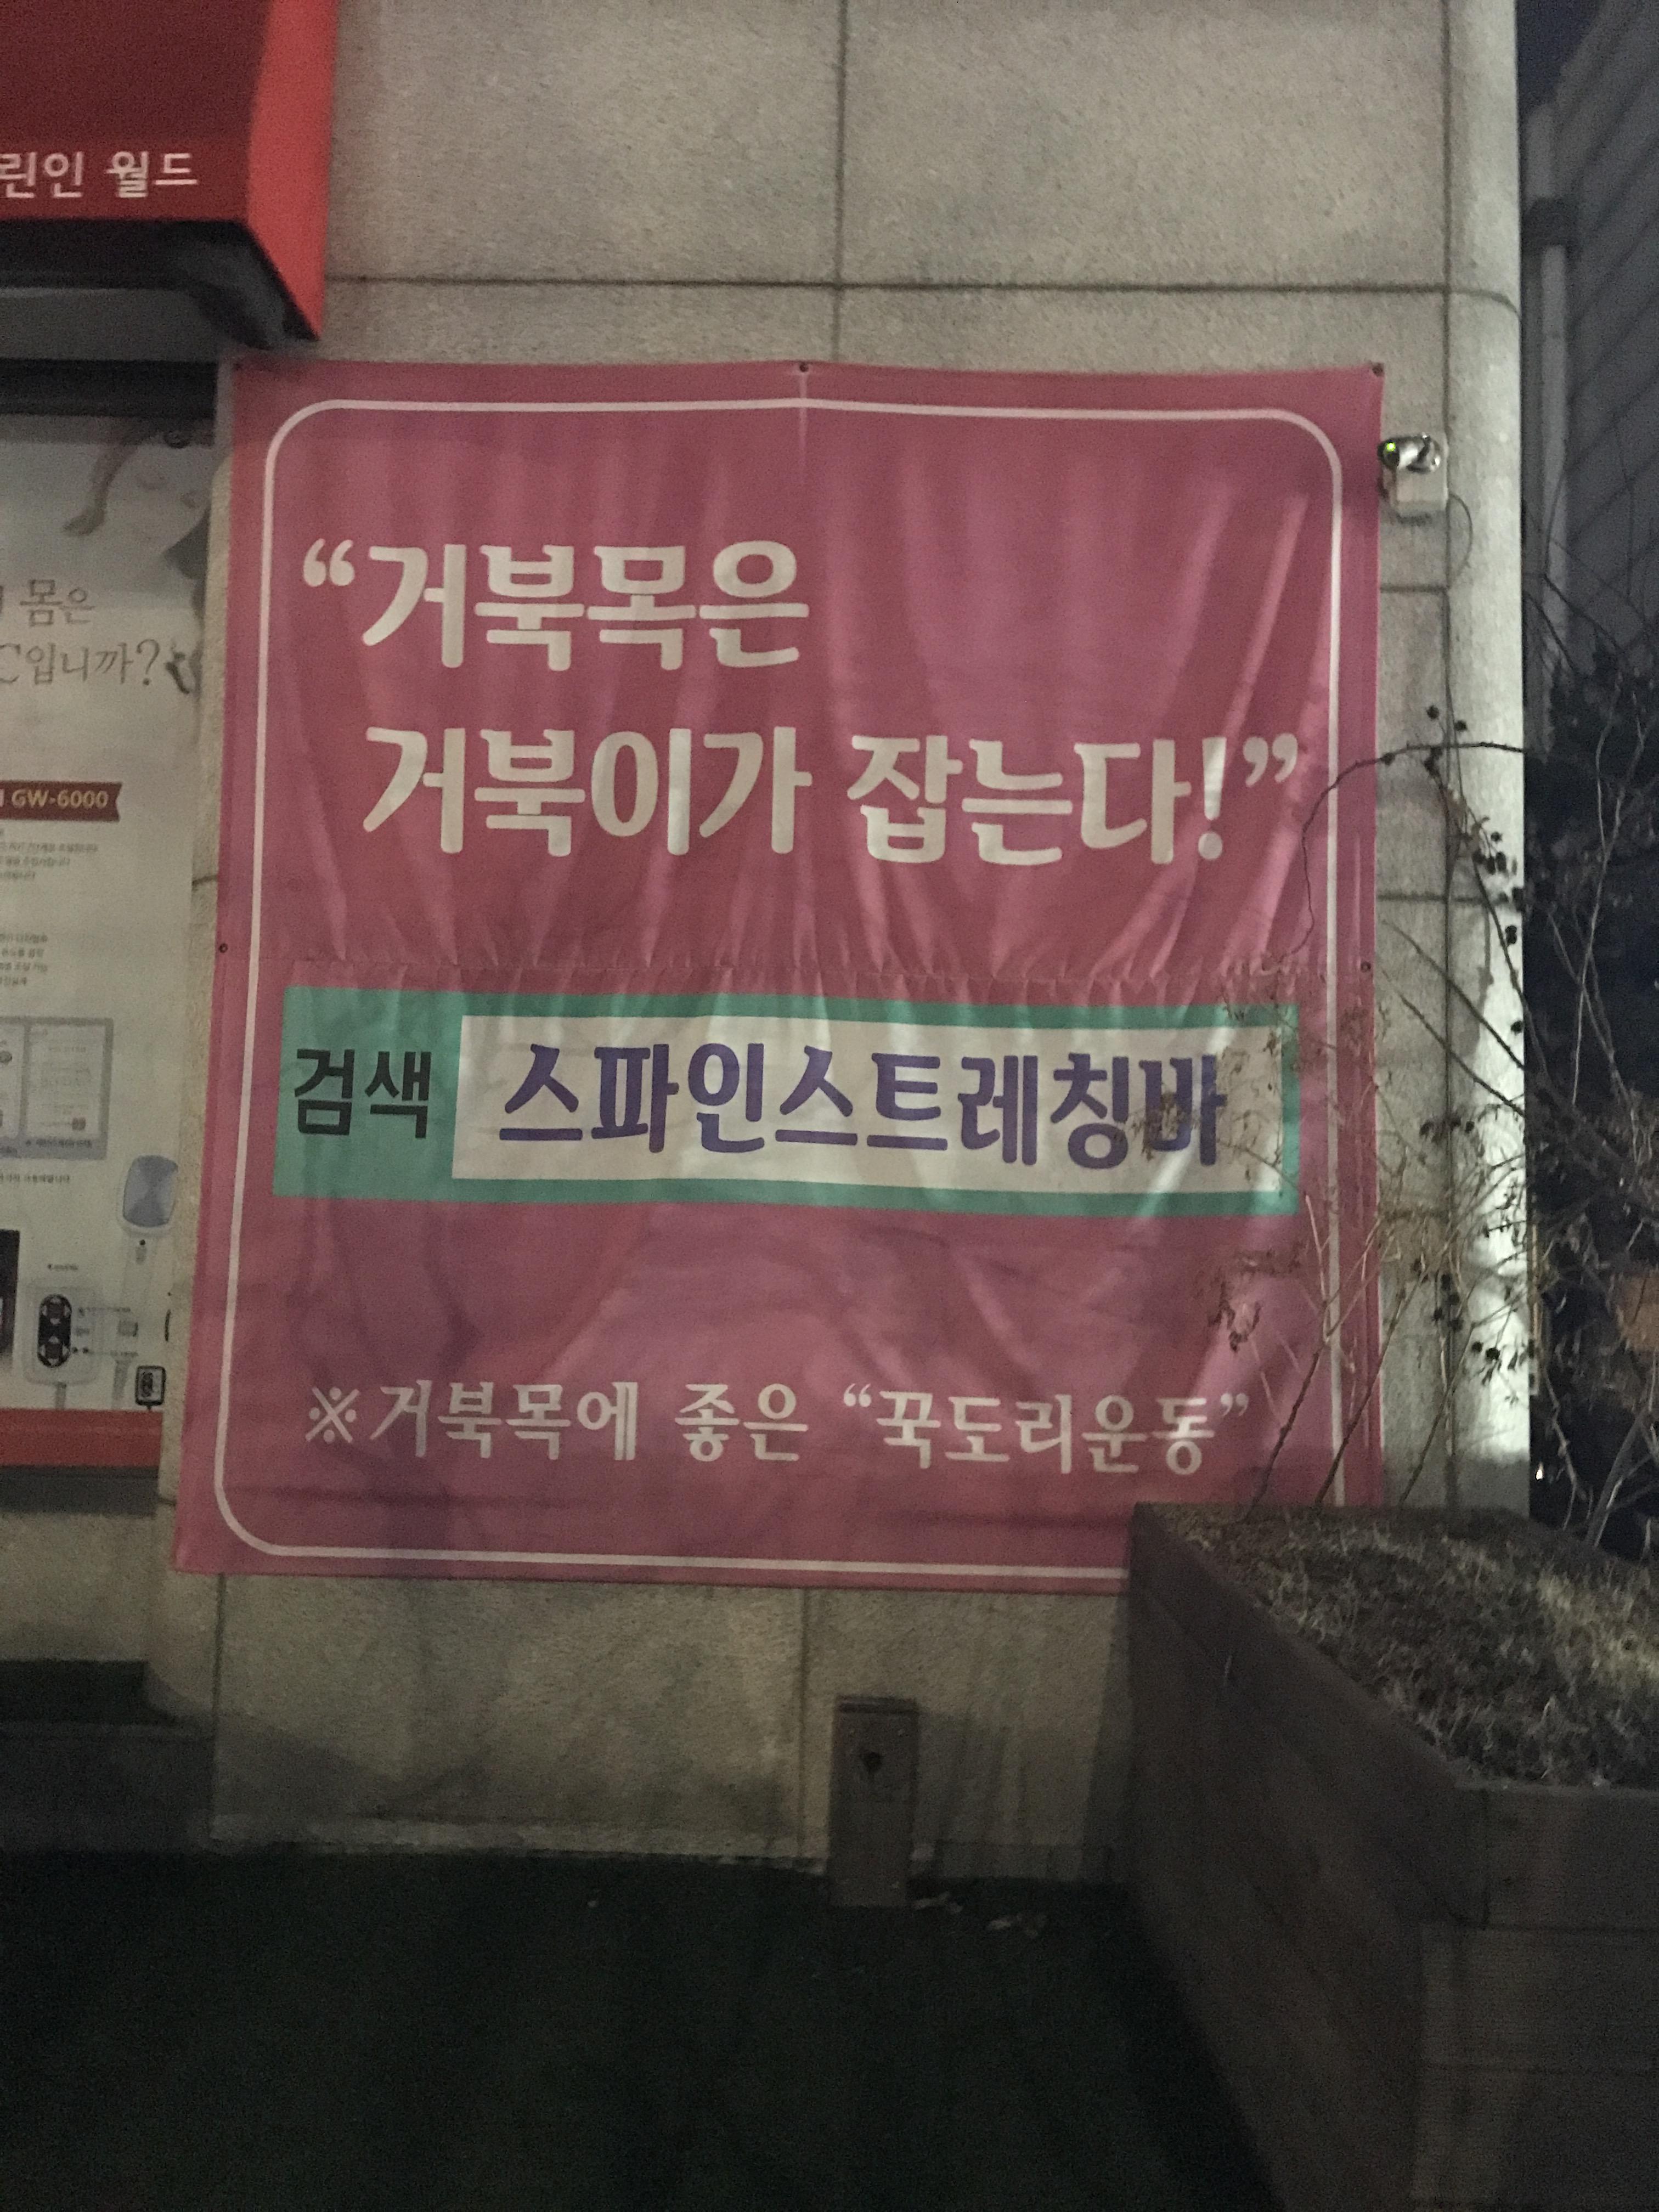 린인 월드
몸은
C입니까?
GW-6000
“거북목은
거북이가 잡는다!”
검색 스파인스트레칭바
※거북목에 좋은 “꾹도리운동”